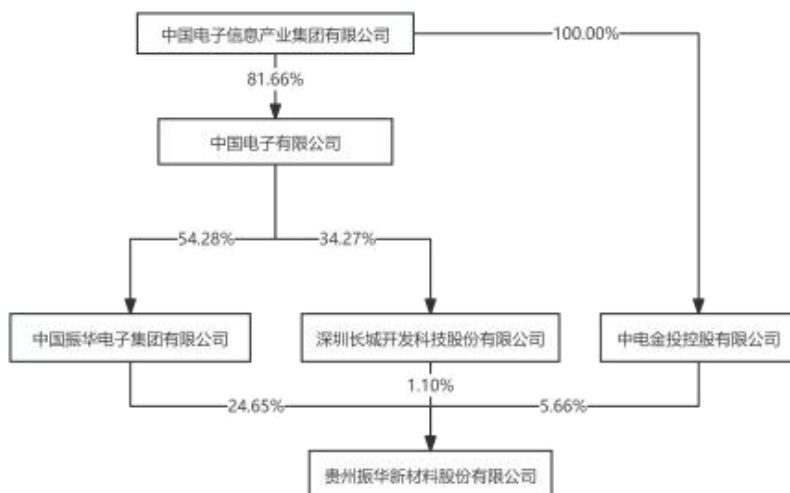 中国电子信息产业集团有限公司
100.00%
81.66%
中国电子有限公司
54.28%
34.27%
中国振华电子集团有限公司
深圳长城开发科技股份有限公司
中电金投控股有限公司
1.10%
24.65%
5.66%
贵州振华新材料股份有限公司